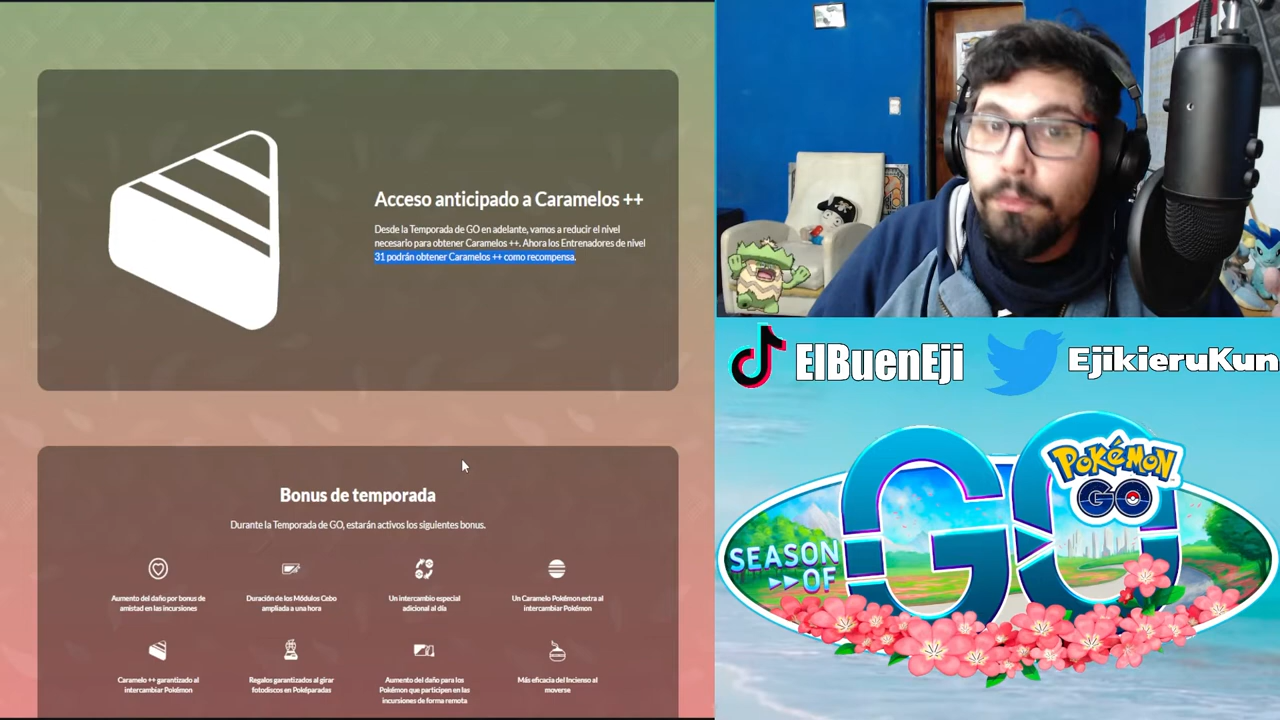 Acceso anticipado a Caramelos ++
Desde la Temporada de GO en adelante, vamos a reducir el nivel
necesario para obtener Caramelos ++. Ahora los Entrenadores de nivel
31 podrán obtener Caramelos ++ como recompensa.
Bonus de temporada
Durante la Temporada de GO, estarán activos los siguientes bonus.
Aumento del daño por bonus de
amistad en las incursiones
Duración de los Módulos Cebo
ampliada a una hora
Un intercambio especial
adicional al día
Un Caramelo Pokémon extra al
intercambiar Pokémon
Caramelo ++ garantizado al
intercambiar Pokémon
Regalos garantizados al girar
fotodiscos en Poképaradas
Aumento del daño para los
Pokémon que participen en las
incursiones de forma remota
Más eficacia del Incienso al
moverse
ElBuenEji
EjikieruKun
POKÉMON
GO
SEASON
OF
GO